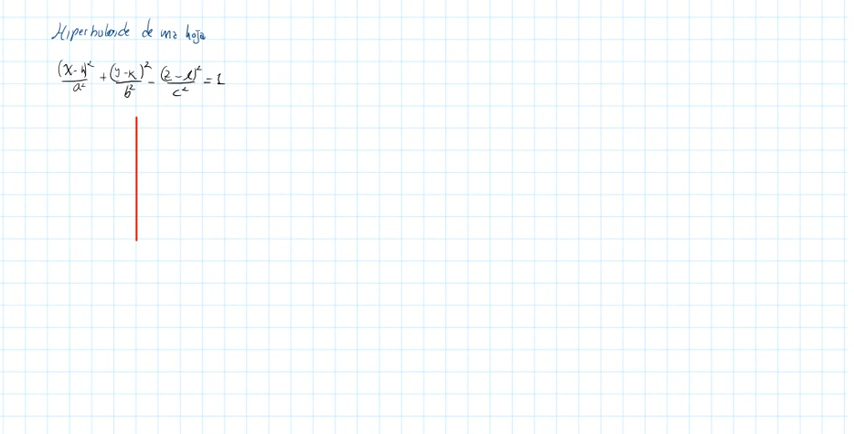 Hiperboloide de una hoja
(x-h)²/a² + (y-k)²/b² - (z-l)²/c² = 1